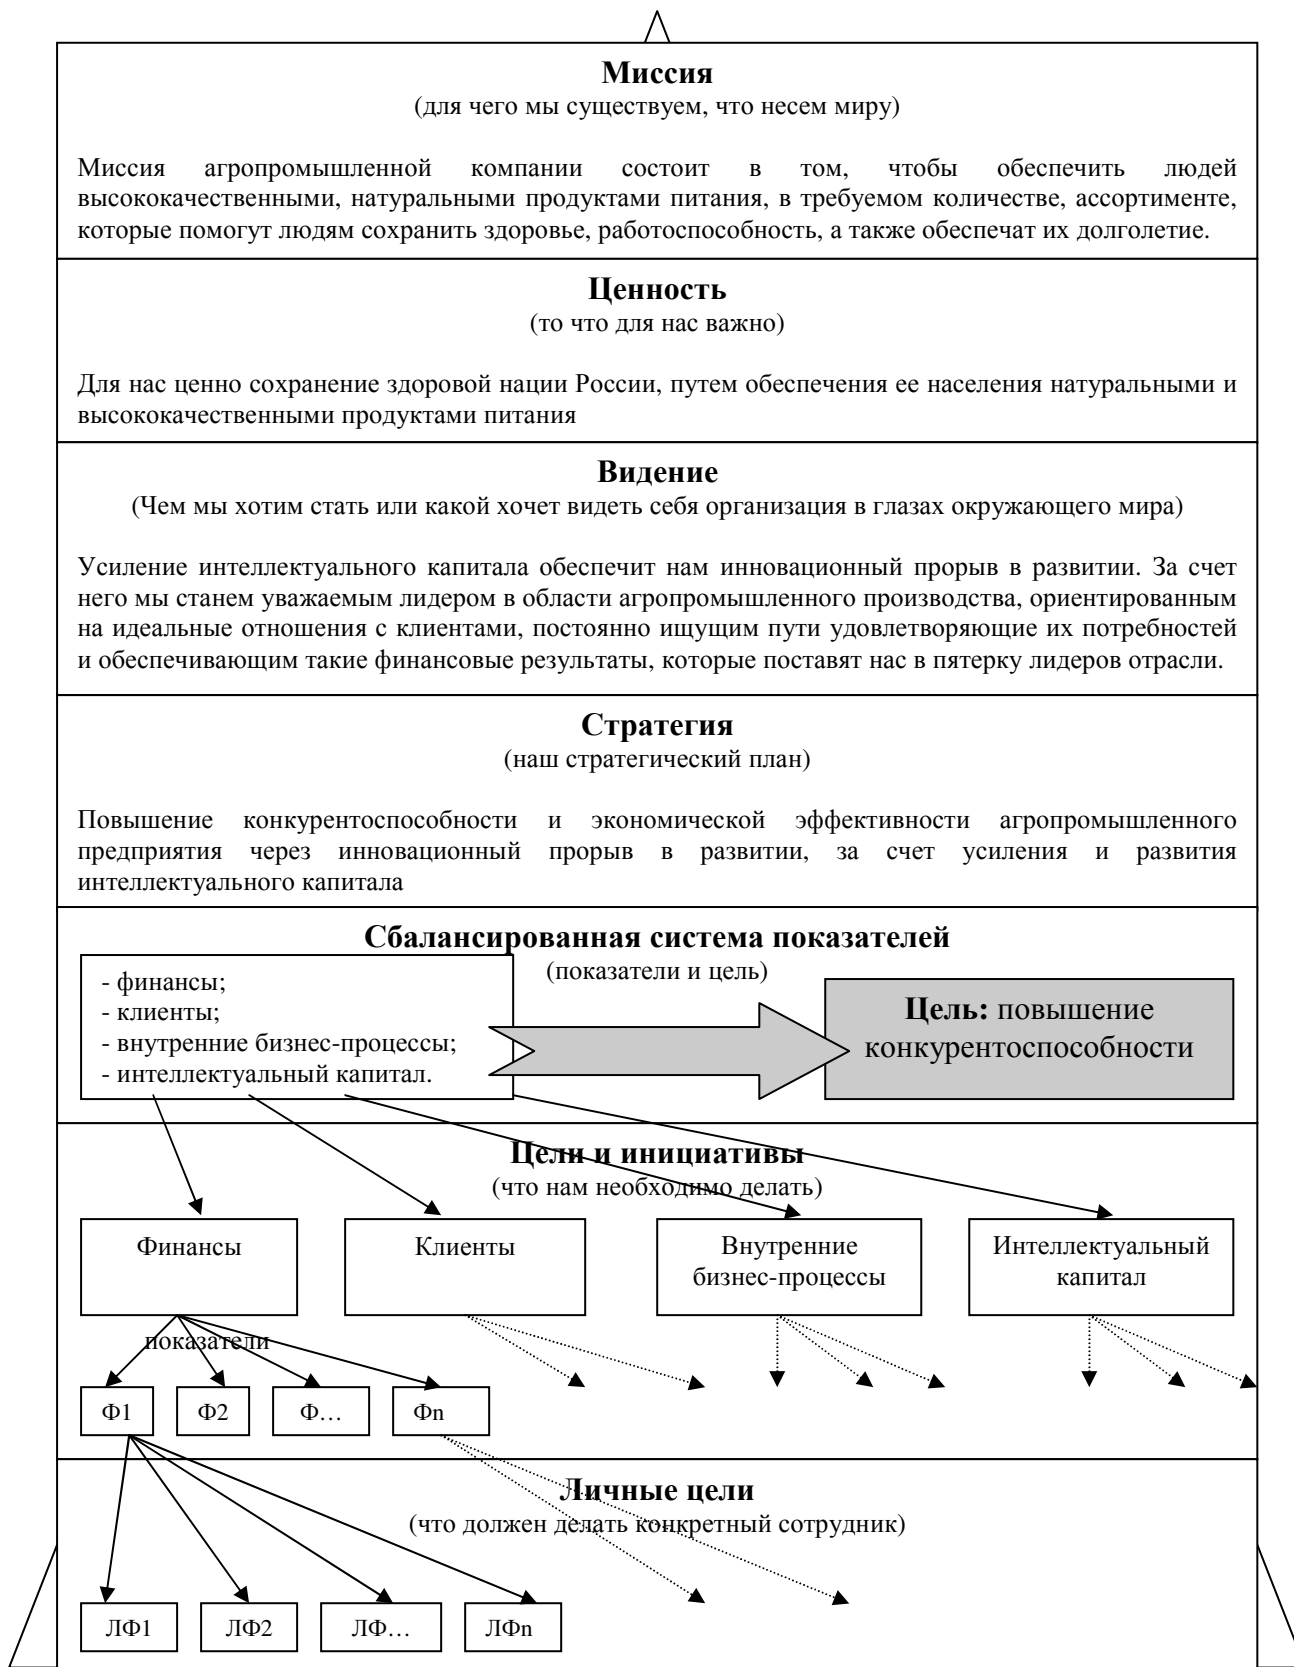 Миссия
(для чего мы существуем, что несем миру)
Миссия агропромышленной компании состоит в том, чтобы обеспечить людей
высококачественными, натуральными продуктами питания, в требуемом количестве, ассортименте,
которые помогут людям сохранить здоровье, работоспособность, а также обеспечат их долголетие.
Ценность
(то что для нас важно)
Для нас ценно сохранение здоровой нации России, путем обеспечения ее населения натуральными и
высококачественными продуктами питания
Видение
(Чем мы хотим стать или какой хочет видеть себя организация в глазах окружающего мира)
Усиление интеллектуального капитала обеспечит нам инновационный прорыв в развитии. За счет
него мы станем уважаемым лидером в области агропромышленного производства, ориентированным
на идеальные отношения с клиентами, постоянно ищущим пути удовлетворяющие их потребностей
и обеспечивающим такие финансовые результаты, которые поставят нас в пятерку лидеров отрасли.
Стратегия
(наш стратегический план)
Повышение конкурентоспособности и экономической эффективности агропромышленного
предприятия через инновационный прорыв в развитии, за счет усиления и развития
интеллектуального капитала
Сбалансированная система показателей
(показатели и цель)
- финансы;
- клиенты;
- внутренние бизнес-процессы;
- интеллектуальный капитал.
Цель: повышение
конкурентоспособности
Цели и инициативы
(что нам необходимо делать)
Финансы
Клиенты
Внутренние
бизнес-процессы
Интеллектуальный
капитал
показатели
Ф1
Ф2
Ф…
Фn
Личные цели
(что должен делать конкретный сотрудник)
ЛФ1
ЛФ2
ЛФ…
ЛФn